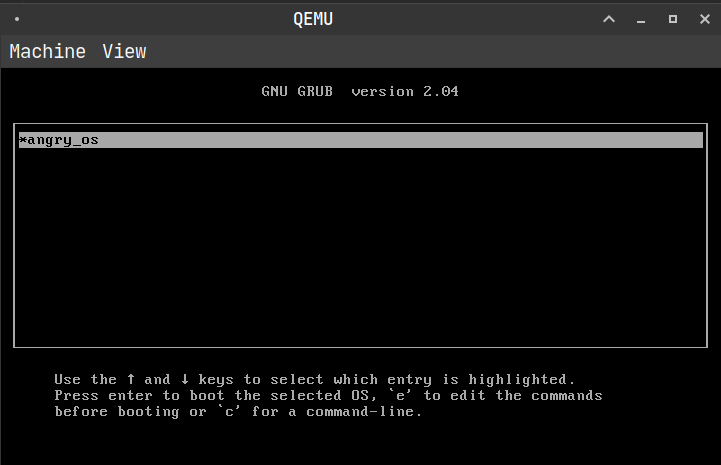 QEMU
Machine View
GNU GRUB  version 2.04
*angry_os
Use the ↑ and ↓ keys to select which entry is highlighted.
Press enter to boot the selected OS, `e' to edit the commands
before booting or `c' for a command-line.